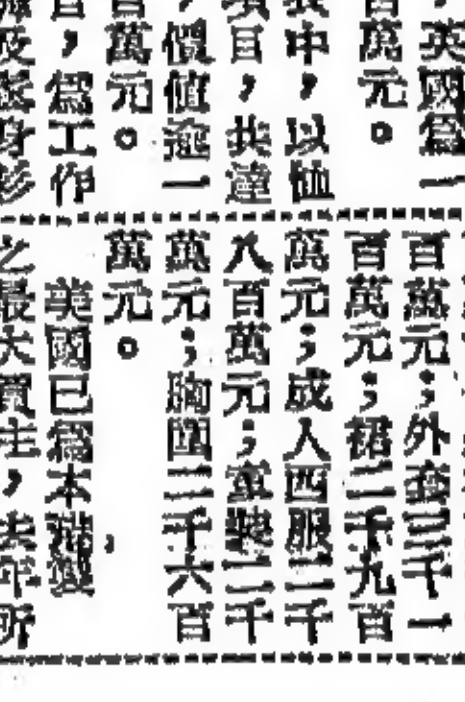 ，英國爲一
百萬元。
表中，以恤
項目，共達
，價值逾一
百萬元。
，爲工作
及
百萬元；外套三千一
百萬元；裙二千九百
萬元；成人西服二千
八百萬元；童裝二千
萬元；胸圍二千六百
萬元。
美國已爲本港製
之最大買主，去年所